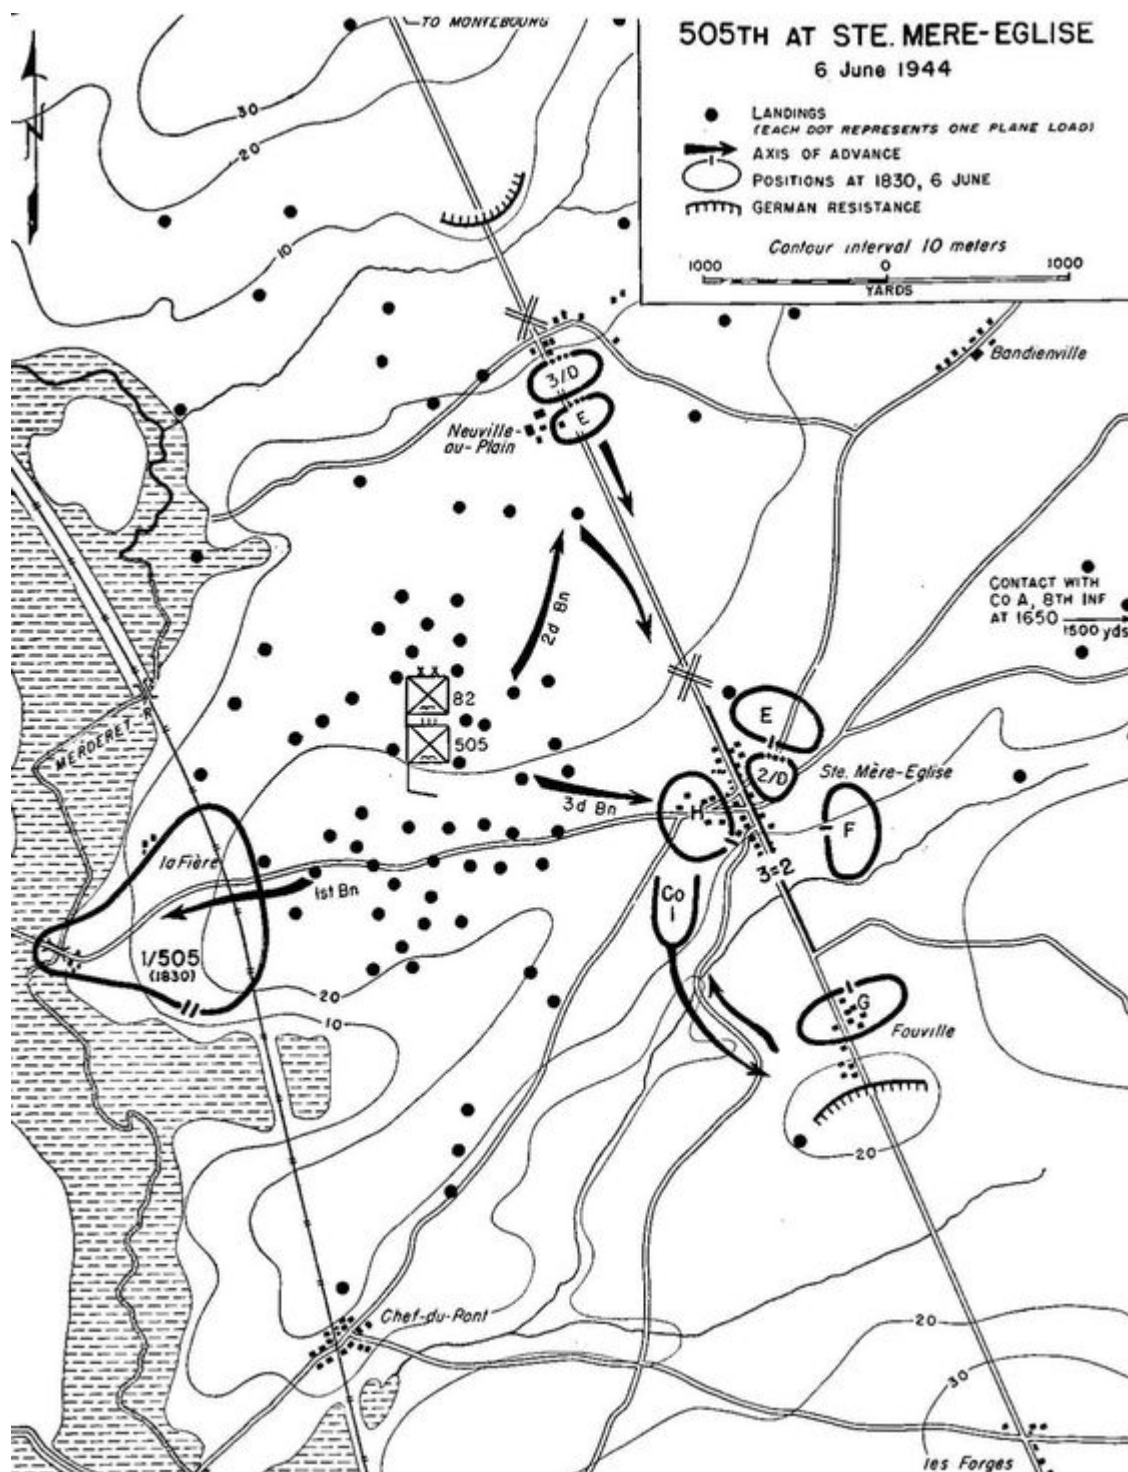 TO MONTEBOURG
505TH AT STE. MERE-EGLISE
6 June 1944
LANDINGS
(EACH DOT REPRESENTS ONE PLANE LOAD)
AXIS OF ADVANCE
POSITIONS AT 1830, 6 JUNE
GERMAN RESISTANCE
Contour interval 10 meters
1000 0 1000
YARDS
N
30
20
10
Bandienville
3/D
E
Neuville-
au-Plain
CONTACT WITH
CO A, 8TH INF
AT 1650
1500 yds
2d Bn
82
505
MERDERET R
E
2/D
Ste. Mère-Eglise
3d Bn
H
F
3=2
la Fière
1st Bn
Co
I
1/505
(1830)
20
10
G
Fouville
20
Chef-du-Pont
20
30
les Forges